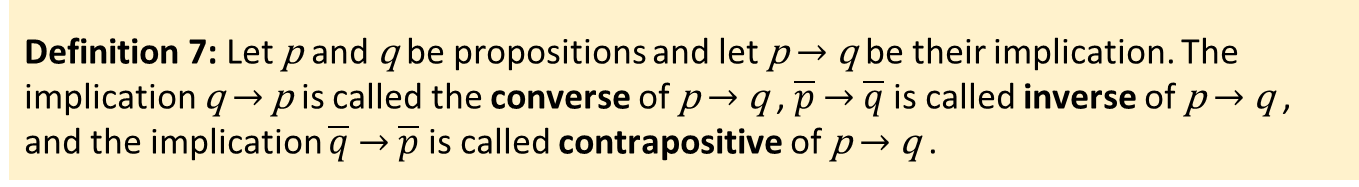 Definition 7: Let p and q be propositions and let p → q be their implication. The
implication q → p is called the converse of p → q, p̅ → q̅ is called inverse of p → q,
and the implication q̅ → p̅ is called contrapositive of p → q.